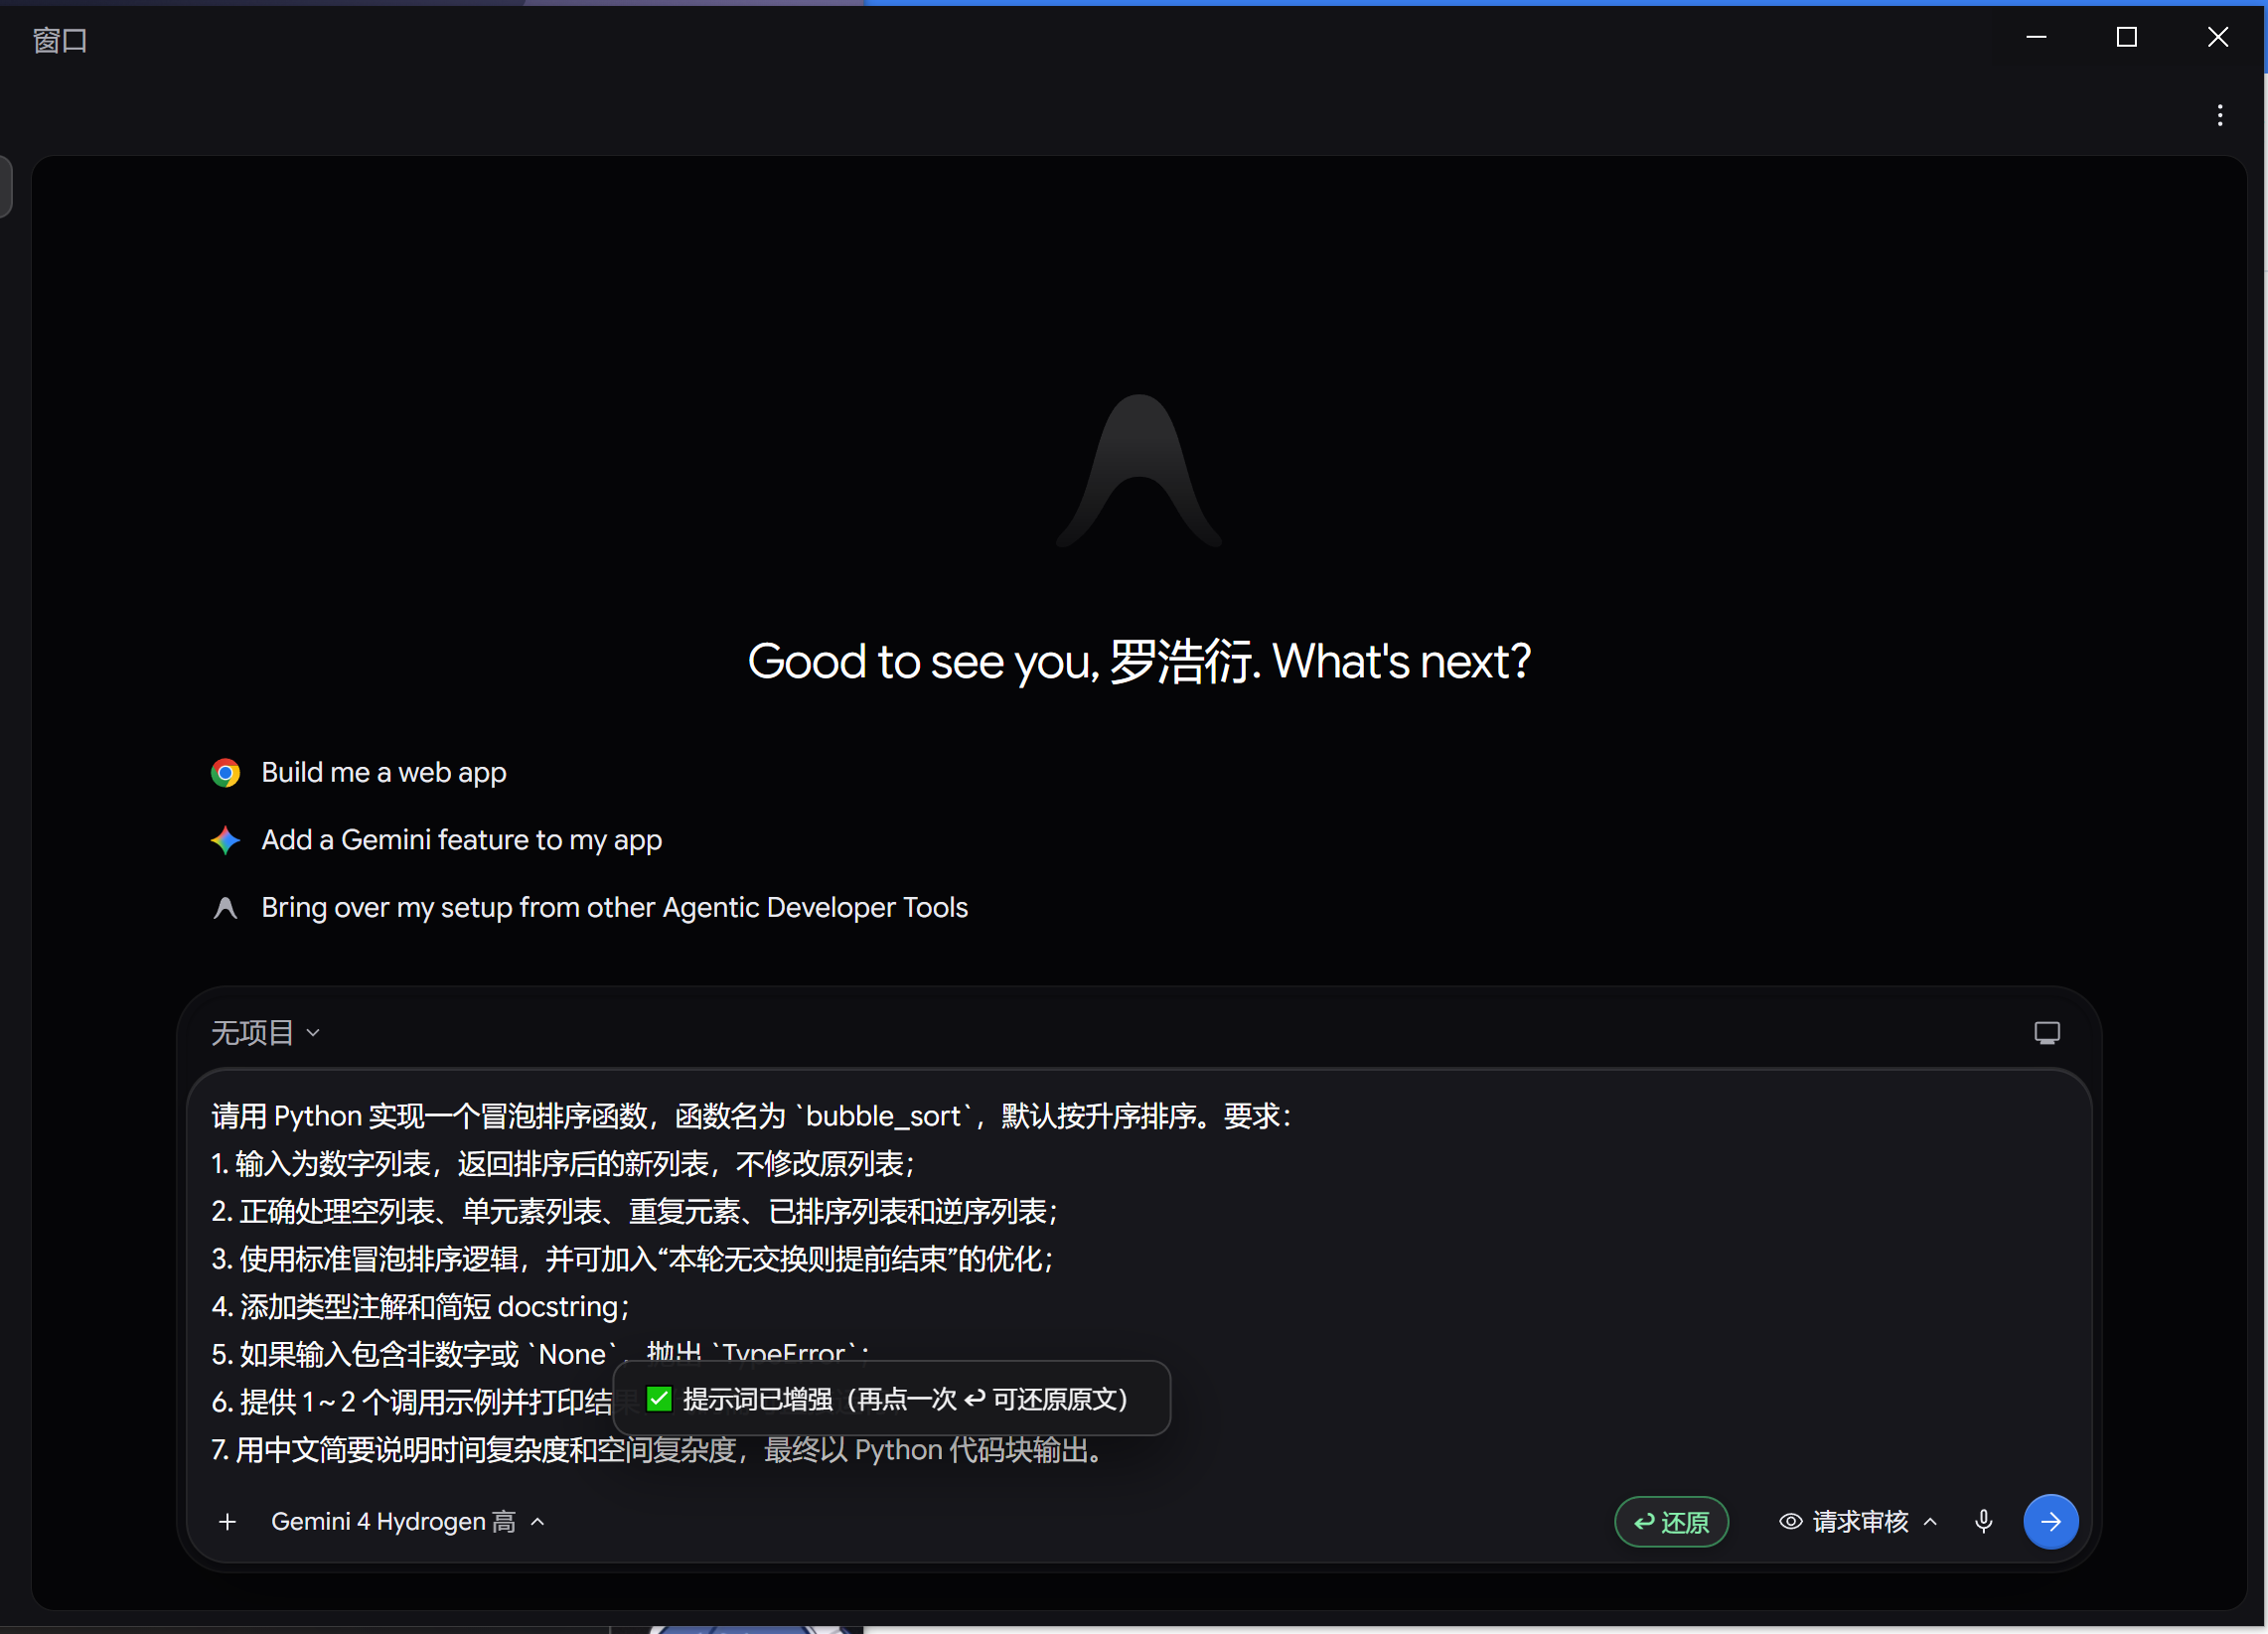 窗口
Good to see you, 罗浩衍. What's next?
Build me a web app
Add a Gemini feature to my app
Bring over my setup from other Agentic Developer Tools
无项目
请用 Python 实现一个冒泡排序函数，函数名为 `bubble_sort`，默认按升序排序。要求：
1. 输入为数字列表，返回排序后的新列表，不修改原列表；
2. 正确处理空列表、单元素列表、重复元素、已排序列表和逆序列表；
3. 使用标准冒泡排序逻辑，并可加入“本轮无交换则提前结束”的优化；
4. 添加类型注解和简短 docstring；
5. 如果输入包含非数字或 `None`，抛出 `TypeError`；
6. 提供 1~2 个调用示例并打印结果
✅ 提示词已增强（再点一次 ↩ 可还原原文）
7. 用中文简要说明时间复杂度和空间复杂度，最终以 Python 代码块输出。
Gemini 4 Hydrogen 高
↩ 还原
请求审核